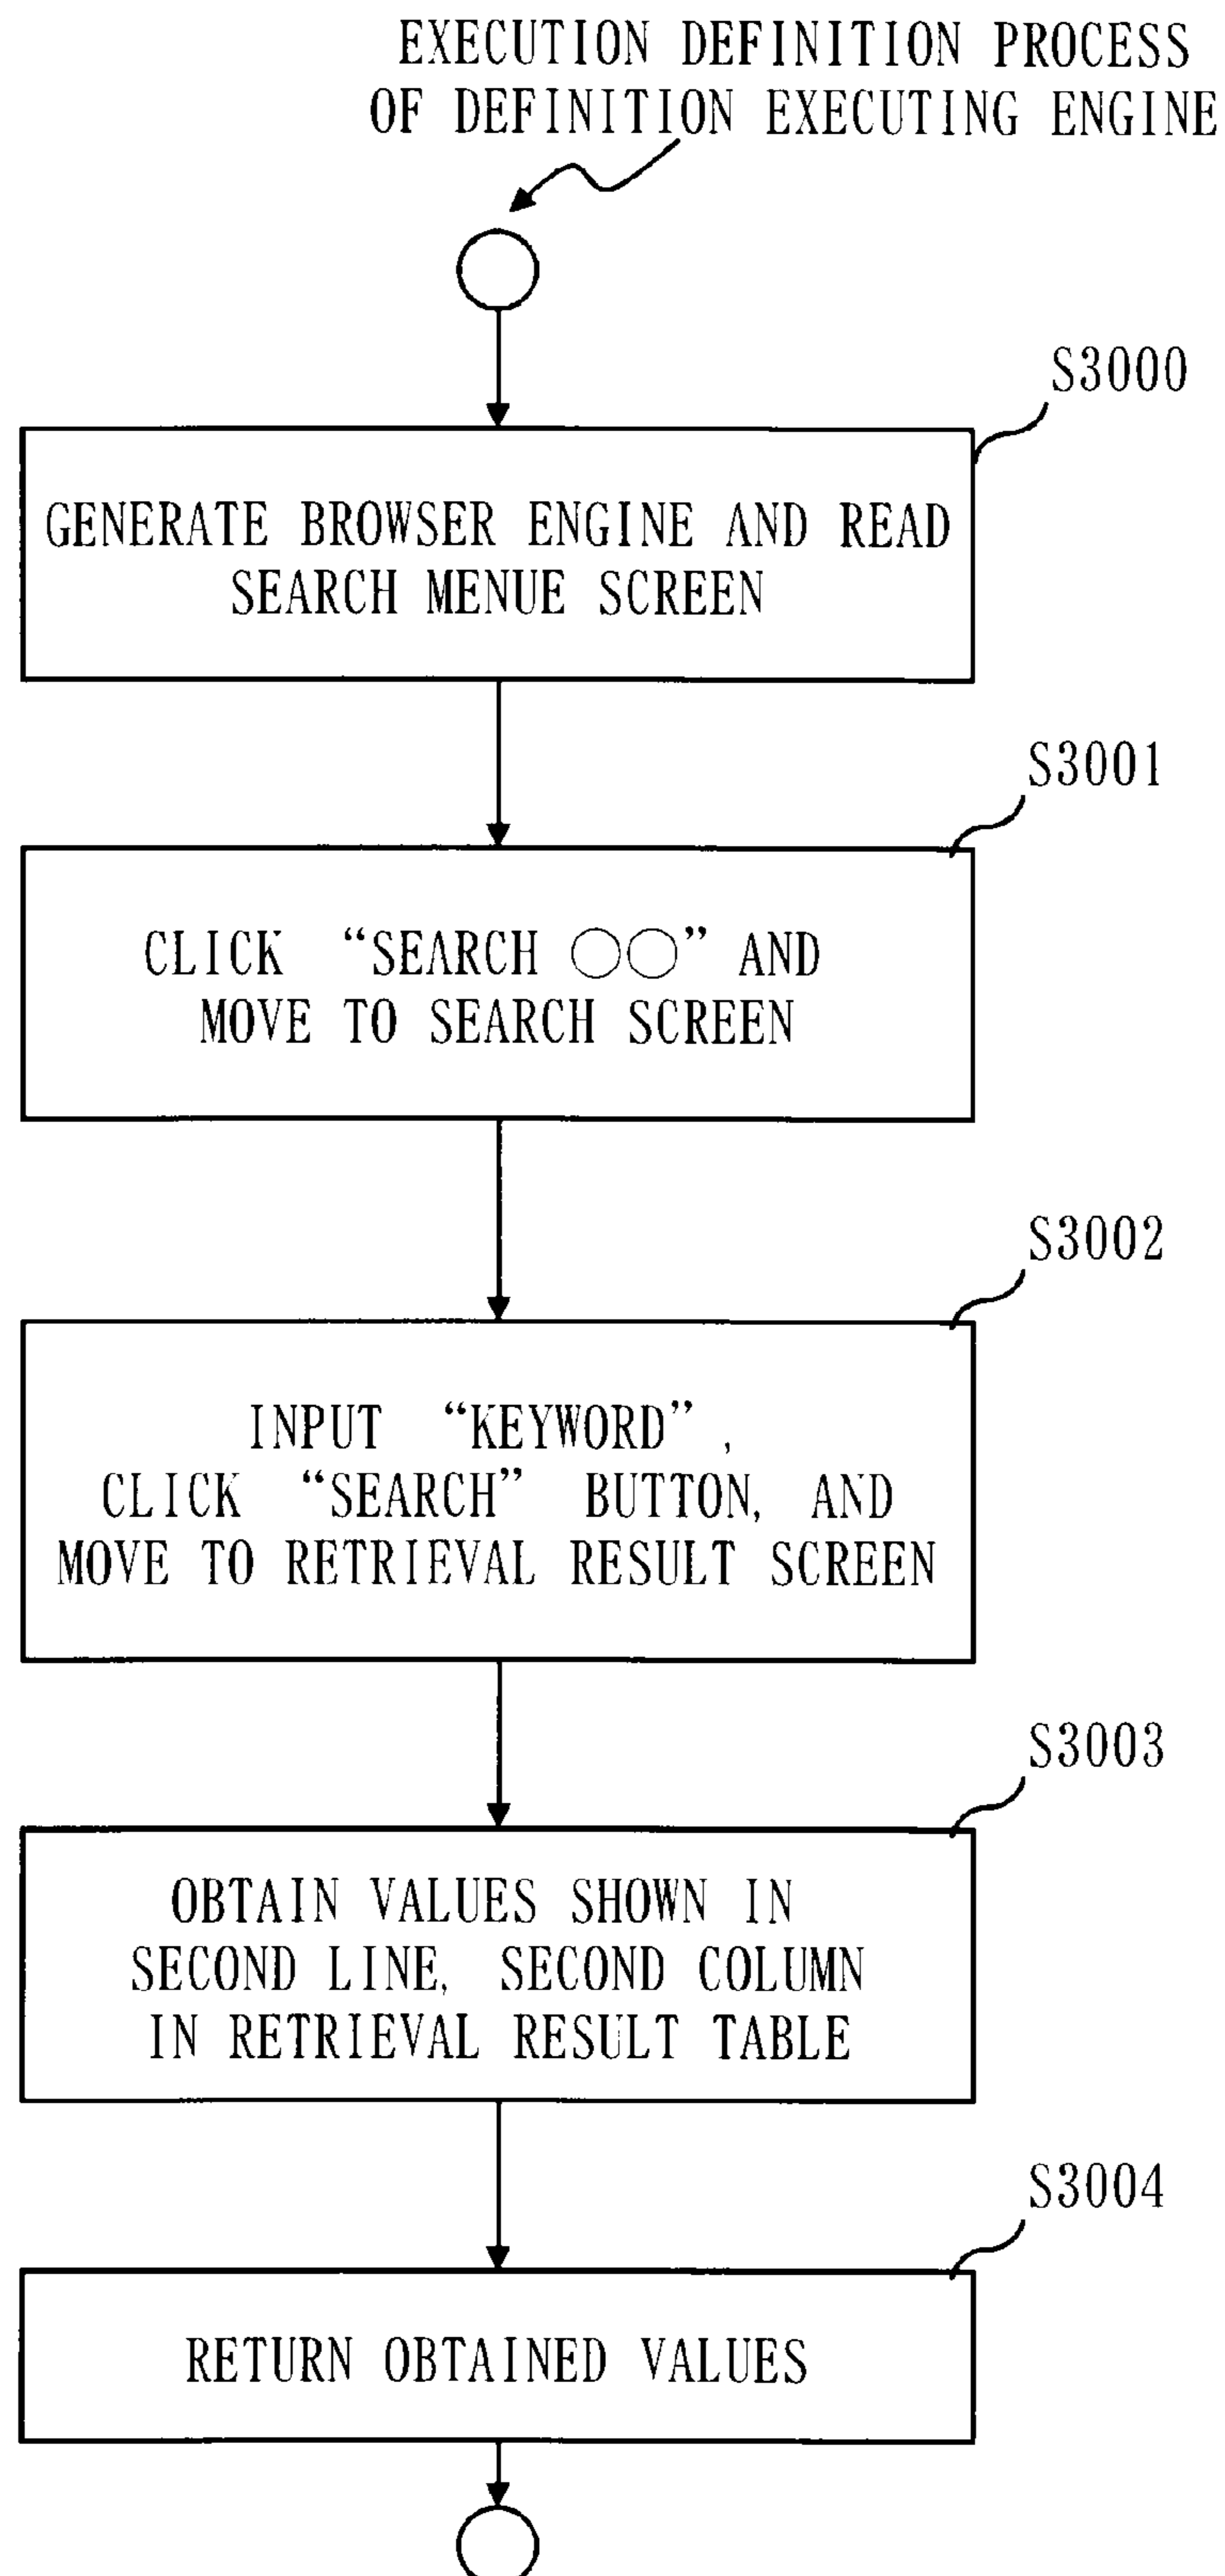 EXECUTION DEFINITION PROCESS
OF DEFINITION EXECUTING ENGINE
S3000
GENERATE BROWSER ENGINE AND READ
SEARCH MENUE SCREEN
S3001
CLICK “SEARCH ○○” AND
MOVE TO SEARCH SCREEN
S3002
INPUT “KEYWORD”,
CLICK “SEARCH” BUTTON, AND
MOVE TO RETRIEVAL RESULT SCREEN
S3003
OBTAIN VALUES SHOWN IN
SECOND LINE, SECOND COLUMN
IN RETRIEVAL RESULT TABLE
S3004
RETURN OBTAINED VALUES